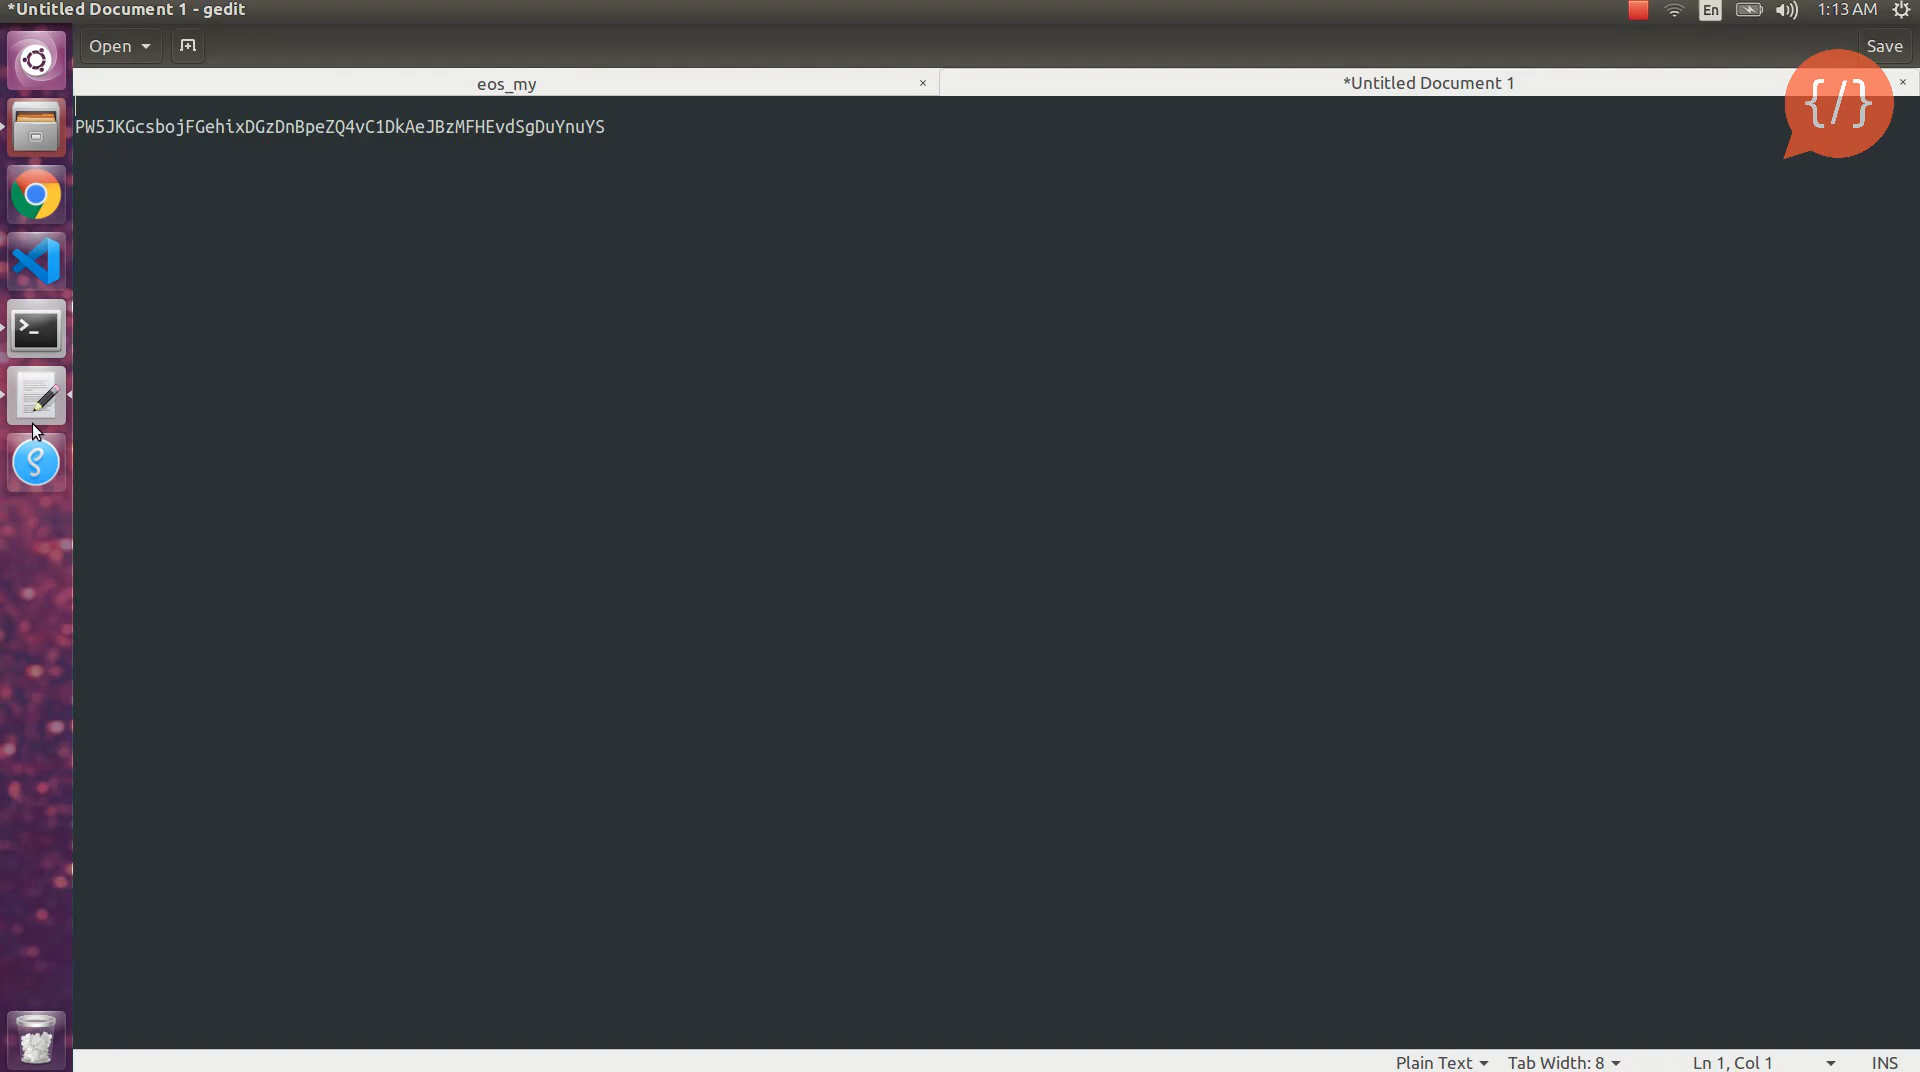 *Untitled Document 1 - gedit
En
1:13 AM
Open
Save
eos_my
*Untitled Document 1
{/}
PW5JKGcsbojFGehixDGzDnBpeZQ4vC1DkAeJBzMFHEvdSgDuYnuYS
>_
Plain Text
Tab Width: 8
Ln 1, Col 1
INS